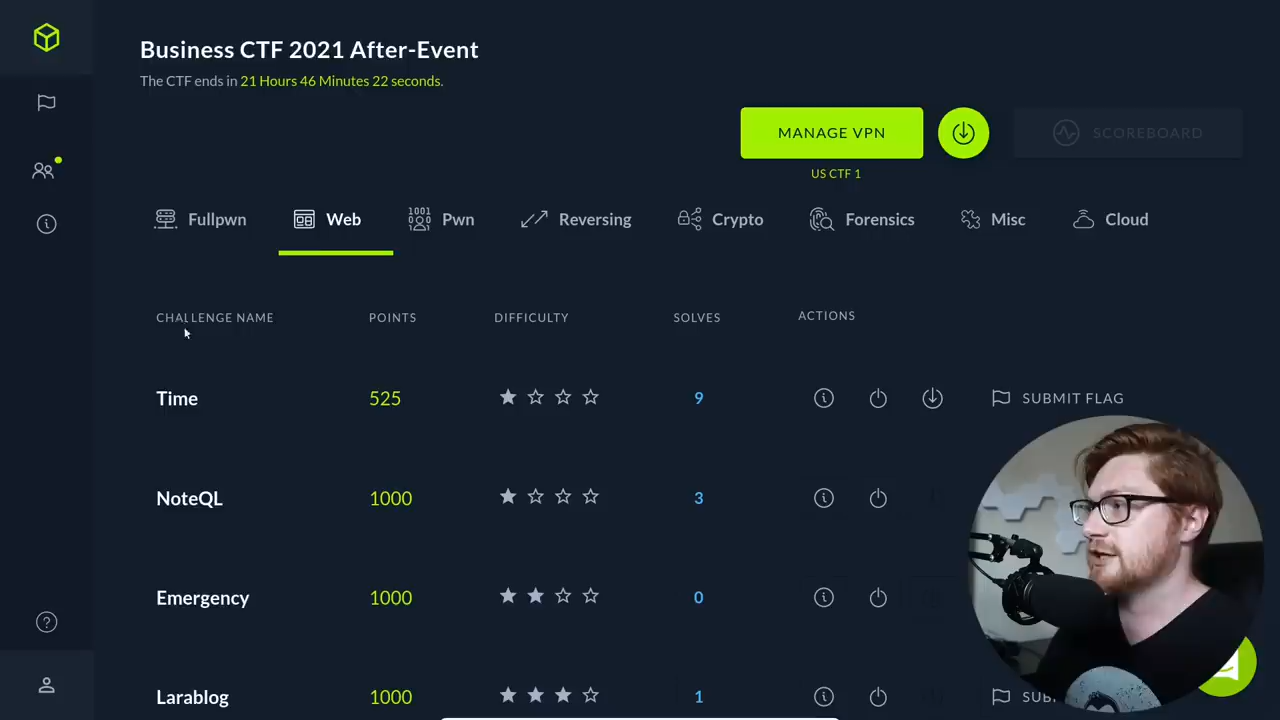 Business CTF 2021 After-Event
The CTF ends in 21 Hours 46 Minutes 22 seconds.
MANAGE VPN
SCOREBOARD
US CTF 1
Fullpwn Web 1001 101 Pwn Reversing Crypto Forensics Misc Cloud
CHALLENGE NAME POINTS DIFFICULTY SOLVES ACTIONS
Time 525 9 SUBMIT FLAG
NoteQL 1000 3
Emergency 1000 0
Larablog 1000 1